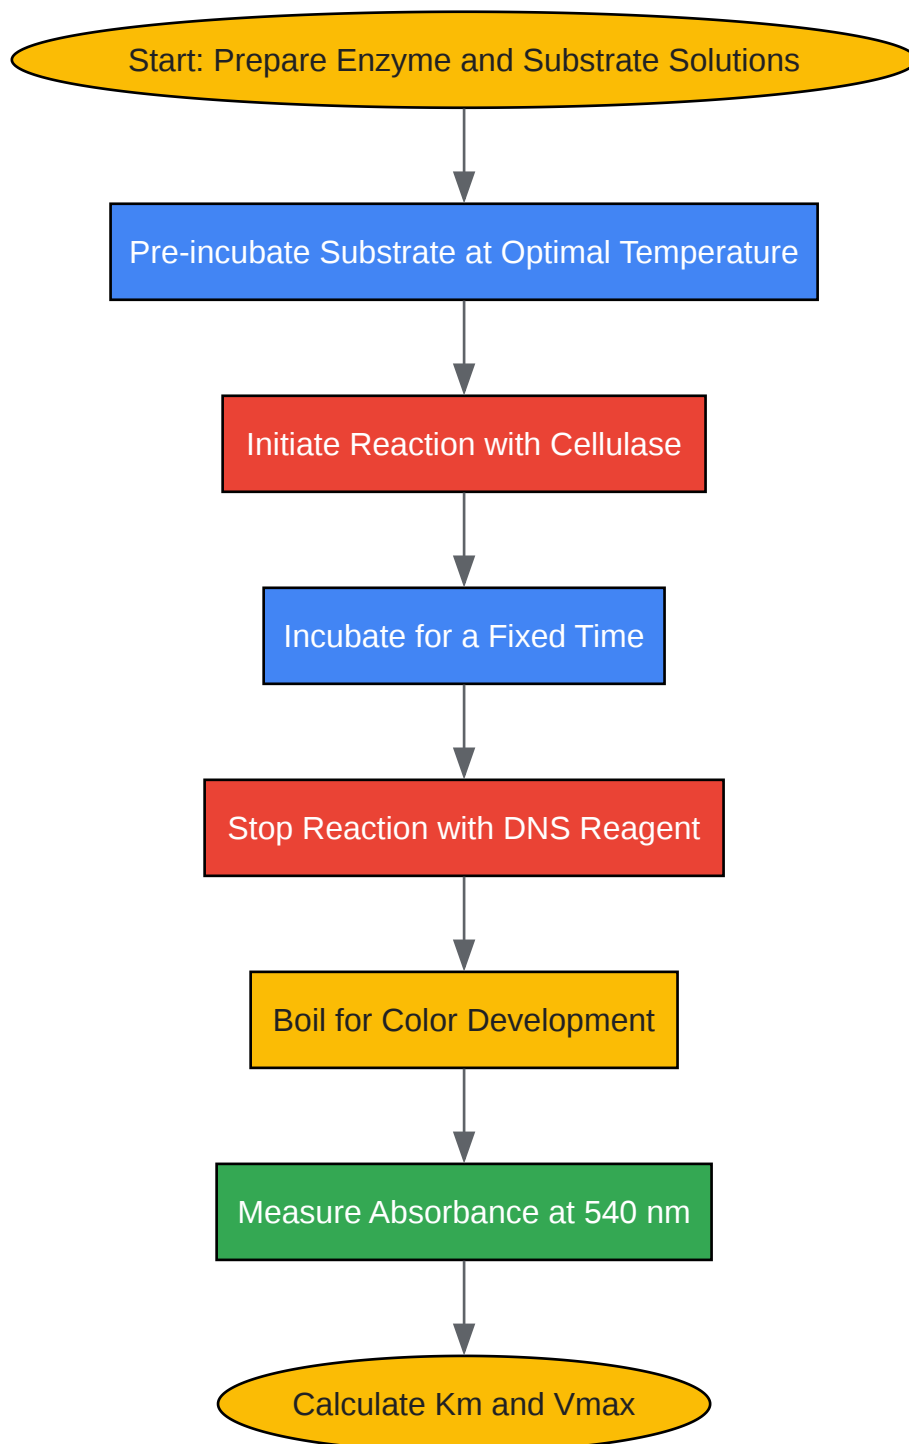 Start: Prepare Enzyme and Substrate Solutions
Pre-incubate Substrate at Optimal Temperature
Initiate Reaction with Cellulase
Incubate for a Fixed Time
Stop Reaction with DNS Reagent
Boil for Color Development
Measure Absorbance at 540 nm
Calculate Km and Vmax